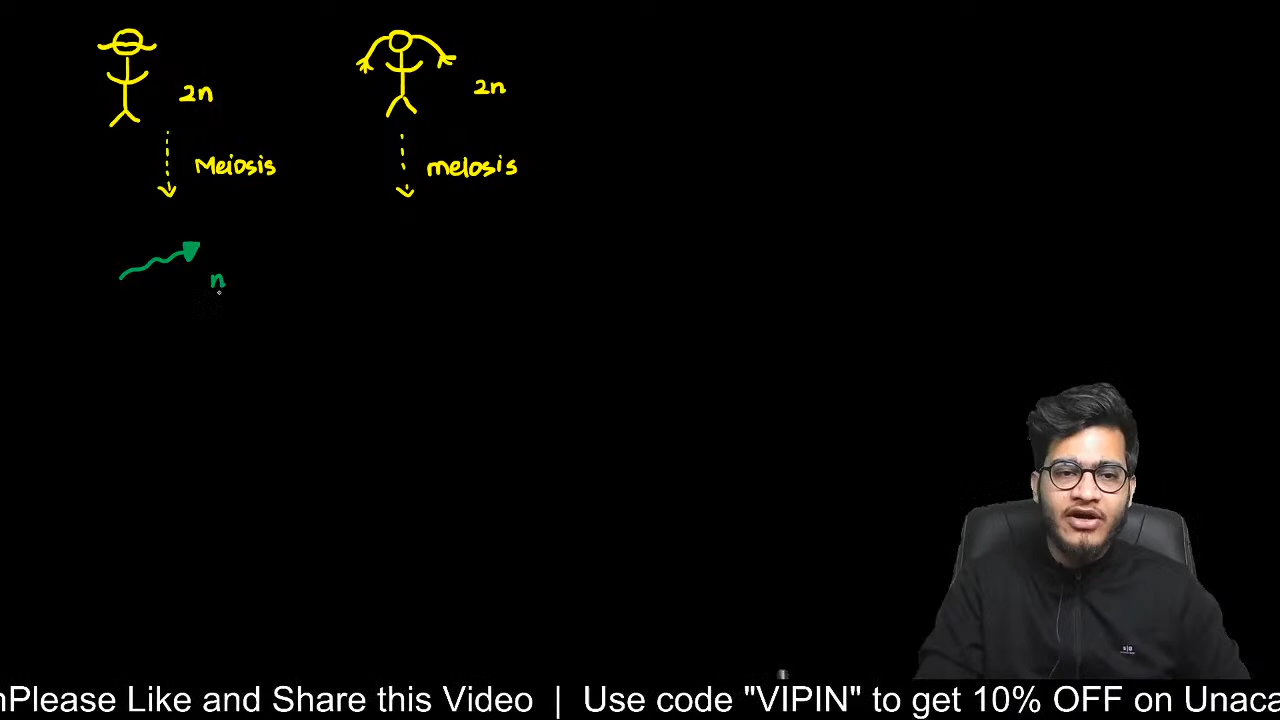 2n
2n
Meiosis
meiosis
n
nPlease Like and Share this Video | Use code "VIPIN" to get 10% OFF on Unaca